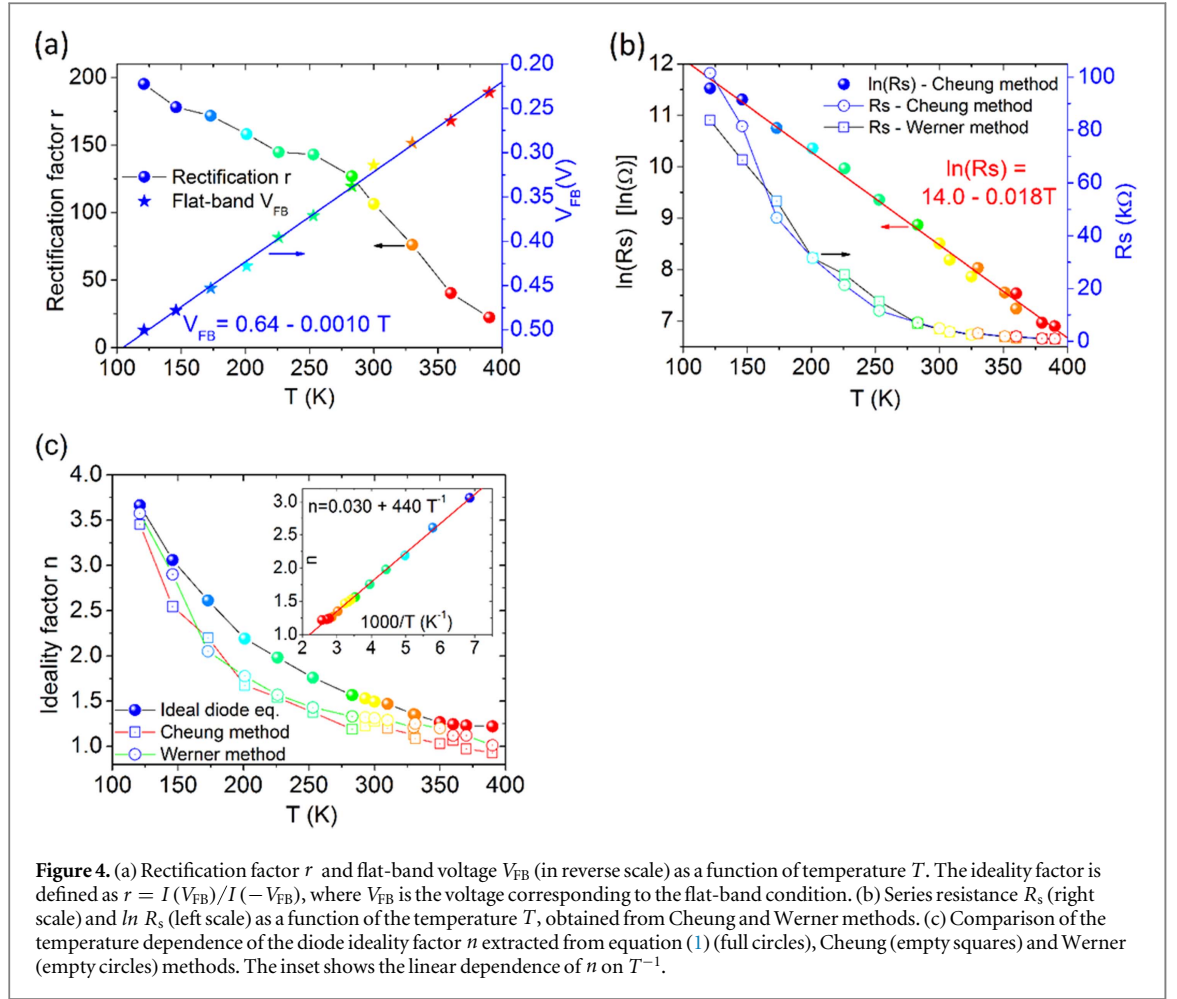 (a)
200
150
100
50
0
Rectification factor r
Rectification r
Flat-band V_FB
V_FB = 0.64 - 0.0010 T
0.20
0.25
0.30
0.35
0.40
0.45
0.50
V_FB(V)
100 150 200 250 300 350 400
T (K)
(b)
12
11
10
9
8
7
ln(Rs) [ln(Ω)]
ln(Rs) - Cheung method
Rs - Cheung method
Rs - Werner method
ln(Rs) =
14.0 - 0.018T
100
80
60
40
20
0
Rs (kΩ)
100 150 200 250 300 350 400
T (K)
(c)
4.0
3.5
3.0
2.5
2.0
1.5
1.0
Ideality factor n
3.0
2.5
2.0
1.5
1.0
n
n=0.030 + 440 T⁻¹
1000/T (K⁻¹)
2 3 4 5 6 7
Ideal diode eq.
Cheung method
Werner method
100 150 200 250 300 350 400
T (K)
Figure 4. (a) Rectification factor r and flat-band voltage V_FB (in reverse scale) as a function of temperature T. The ideality factor is
defined as r = I(V_FB)/I(−V_FB), where V_FB is the voltage corresponding to the flat-band condition. (b) Series resistance R_s (right
scale) and ln R_s (left scale) as a function of the temperature T, obtained from Cheung and Werner methods. (c) Comparison of the
temperature dependence of the diode ideality factor n extracted from equation (1) (full circles), Cheung (empty squares) and Werner
(empty circles) methods. The inset shows the linear dependence of n on T⁻¹.